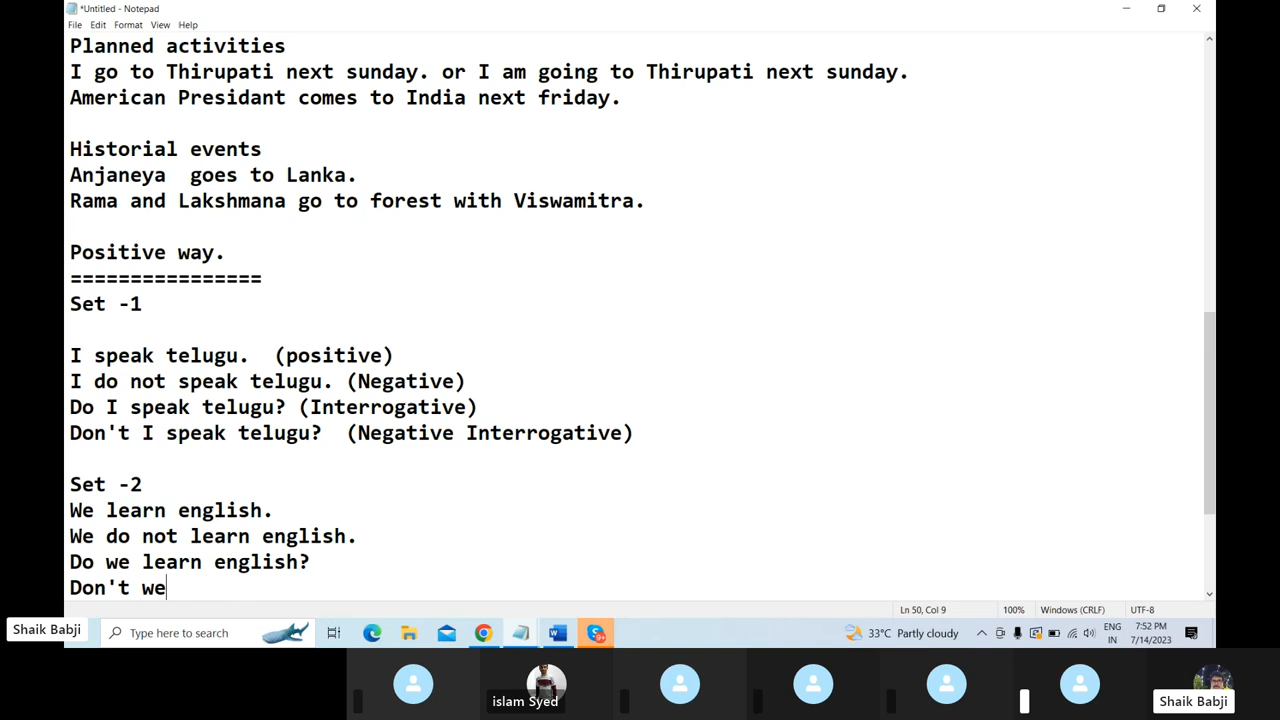 *Untitled - Notepad
File Edit Format View Help
Planned activities
I go to Thirupati next sunday. or I am going to Thirupati next sunday.
American Presidant comes to India next friday.
Historial events
Anjaneya  goes to Lanka.
Rama and Lakshmana go to forest with Viswamitra.
Positive way.
================
Set -1
I speak telugu.  (positive)
I do not speak telugu. (Negative)
Do I speak telugu? (Interrogative)
Don't I speak telugu?  (Negative Interrogative)
Set -2
We learn english.
We do not learn english.
Do we learn english?
Don't we
Ln 50, Col 9 100% Windows (CRLF) UTF-8
Shaik Babji
Type here to search
33°C Partly cloudy
ENG
IN
7:52 PM
7/14/2023
islam Syed
Shaik Babji